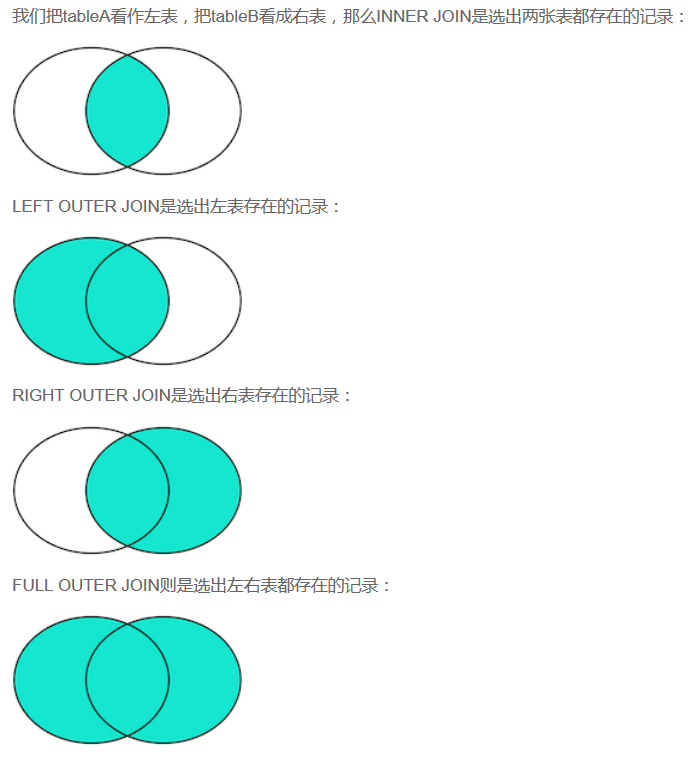 我们把tableA看作左表，把tableB看成右表，那么INNER JOIN是选出两张表都存在的记录：
LEFT OUTER JOIN是选出左表存在的记录：
RIGHT OUTER JOIN是选出右表存在的记录：
FULL OUTER JOIN则是选出左右表都存在的记录：